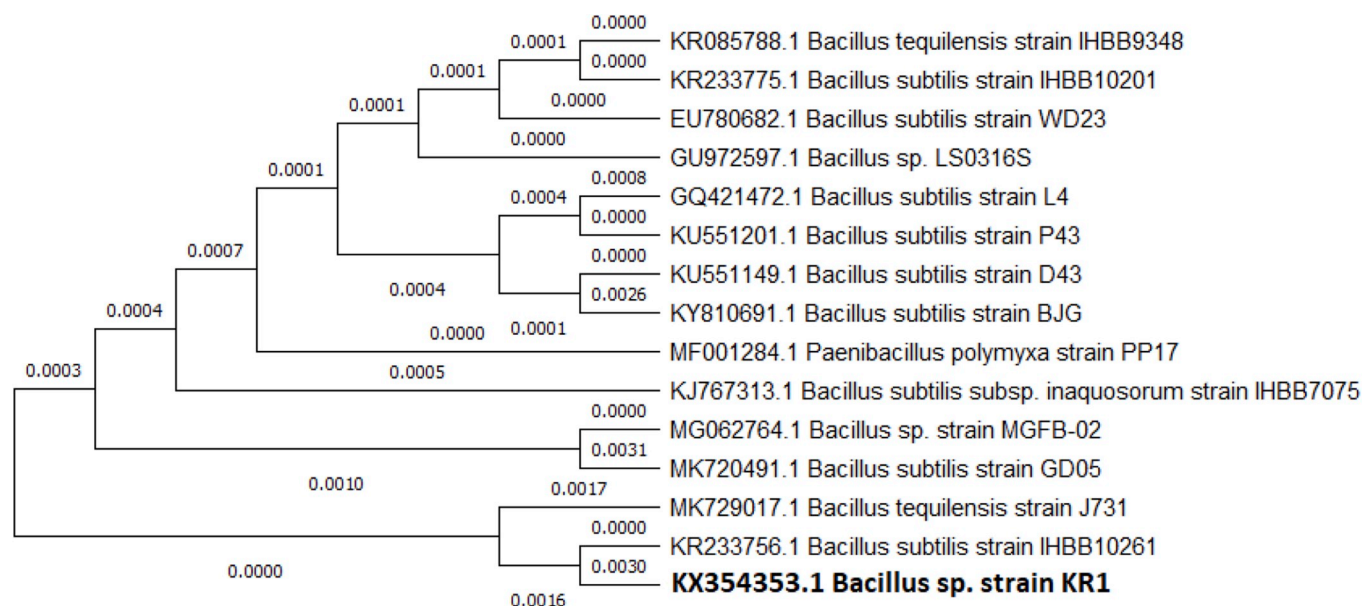 0.0000
0.0001
KR085788.1 Bacillus tequilensis strain IHBB9348
0.0001
0.0000
KR233775.1 Bacillus subtilis strain IHBB10201
0.0001
0.0000
EU780682.1 Bacillus subtilis strain WD23
0.0000
GU972597.1 Bacillus sp. LS0316S
0.0001
0.0008
0.0004
GQ421472.1 Bacillus subtilis strain L4
0.0000
KU551201.1 Bacillus subtilis strain P43
0.0007
0.0000
KU551149.1 Bacillus subtilis strain D43
0.0004
0.0026
KY810691.1 Bacillus subtilis strain BJG
0.0004
0.0000
0.0001
MF001284.1 Paenibacillus polymyxa strain PP17
0.0003
0.0005
KJ767313.1 Bacillus subtilis subsp. inaquosorum strain IHBB7075
0.0000
MG062764.1 Bacillus sp. strain MGFB-02
0.0031
MK720491.1 Bacillus subtilis strain GD05
0.0010
0.0017
MK729017.1 Bacillus tequilensis strain J731
0.0000
KR233756.1 Bacillus subtilis strain IHBB10261
0.0000
0.0030
KX354353.1 Bacillus sp. strain KR1
0.0016